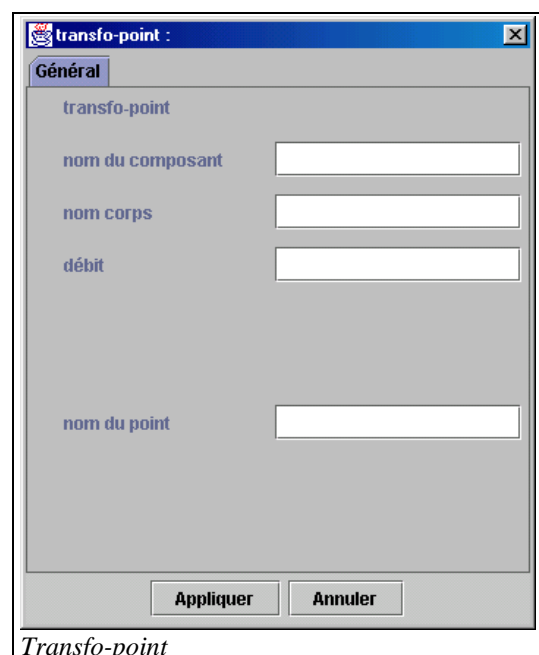 transfo-point :
Général
transfo-point
nom du composant
nom corps
débit
nom du point
Appliquer Annuler
Transfo-point